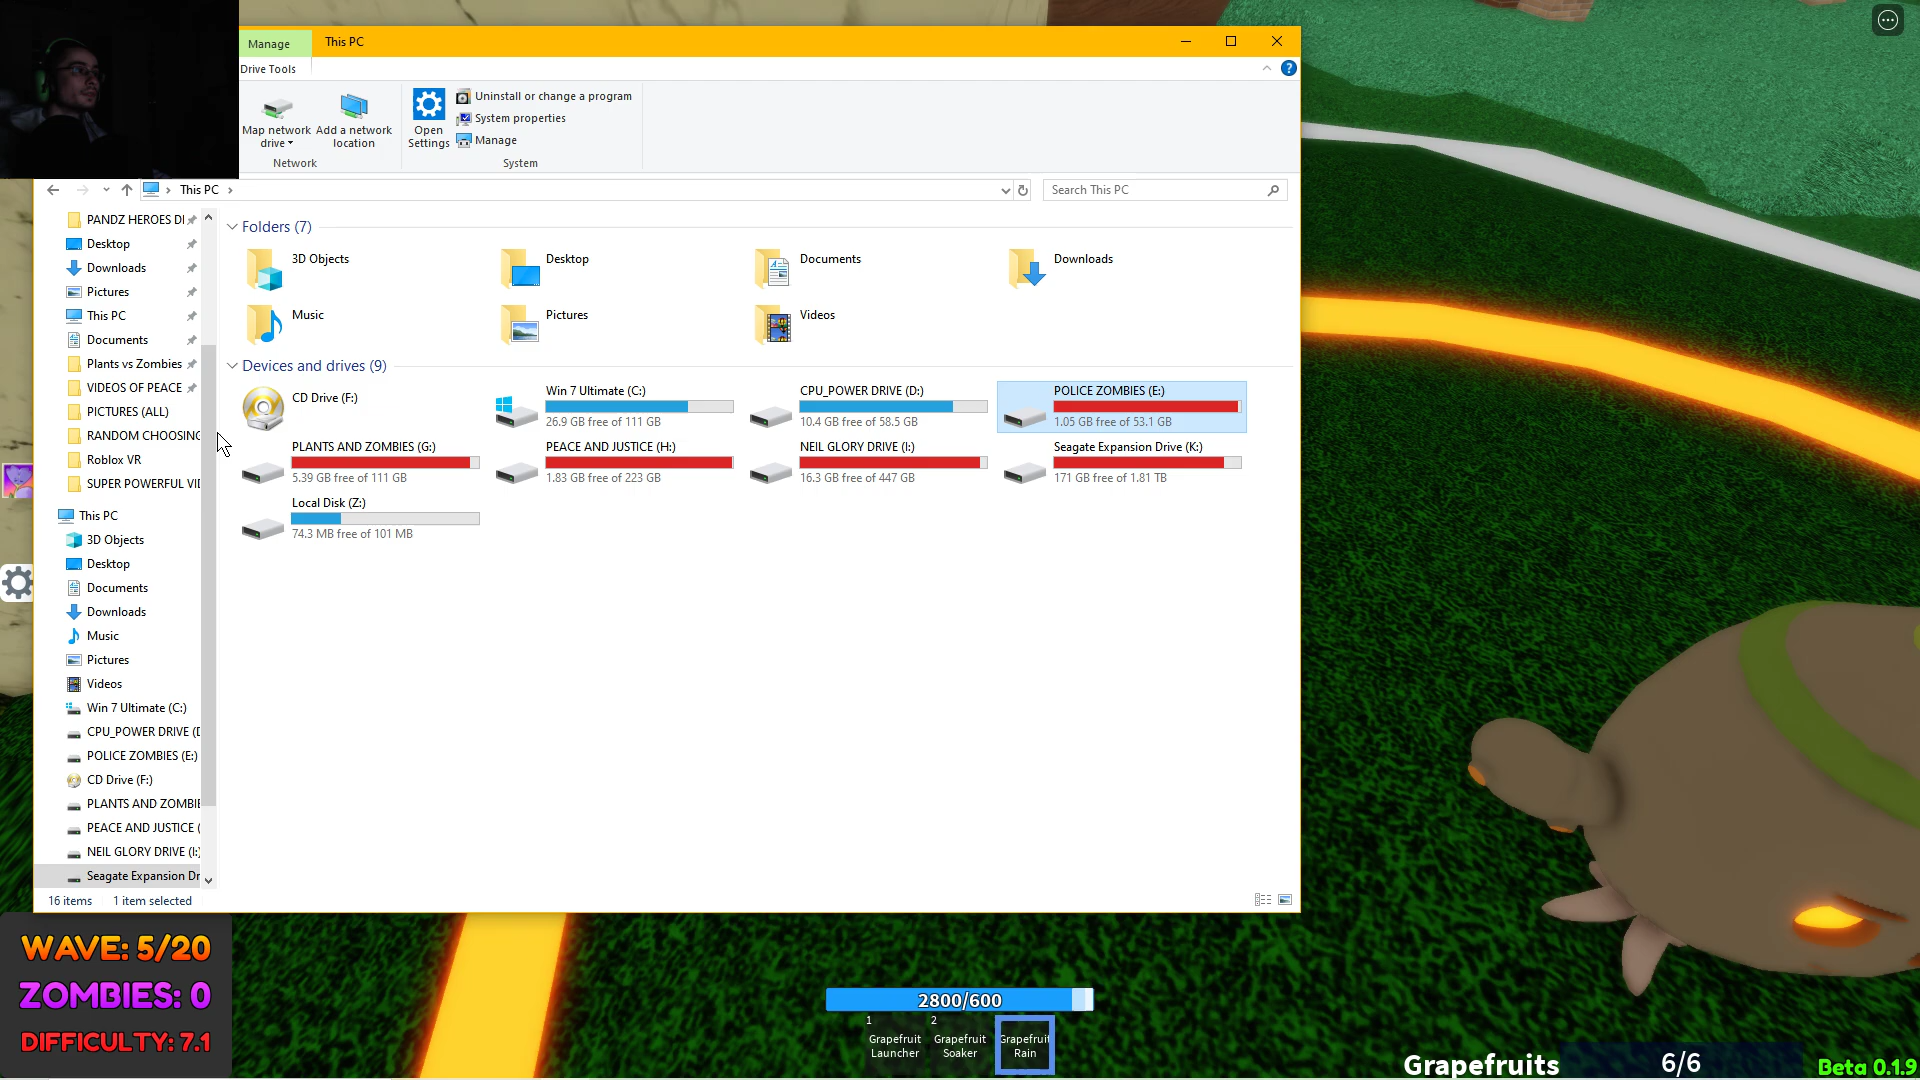 Manage
This PC
Drive Tools
Map network drive
Add a network location
Network
Open Settings
Uninstall or change a program
System properties
Manage
System
This PC
Search This PC
PANDZ HEROES DI
Desktop
Downloads
Pictures
This PC
Documents
Plants vs Zombies
VIDEOS OF PEACE
PICTURES (ALL)
RANDOM CHOOSING
Roblox VR
SUPER POWERFUL VI
This PC
3D Objects
Desktop
Documents
Downloads
Music
Pictures
Videos
Win 7 Ultimate (C:)
CPU_POWER DRIVE (D
POLICE ZOMBIES (E:)
CD Drive (F:)
PLANTS AND ZOMBIE
PEACE AND JUSTICE (
NEIL GLORY DRIVE (I:)
Seagate Expansion Dr
Folders (7)
3D Objects
Desktop
Documents
Downloads
Music
Pictures
Videos
Devices and drives (9)
CD Drive (F:)
Win 7 Ultimate (C:)
26.9 GB free of 111 GB
CPU_POWER DRIVE (D:)
10.4 GB free of 58.5 GB
POLICE ZOMBIES (E:)
1.05 GB free of 53.1 GB
PLANTS AND ZOMBIES (G:)
5.39 GB free of 111 GB
PEACE AND JUSTICE (H:)
1.83 GB free of 223 GB
NEIL GLORY DRIVE (I:)
16.3 GB free of 447 GB
Seagate Expansion Drive (K:)
171 GB free of 1.81 TB
Local Disk (Z:)
74.3 MB free of 101 MB
16 items
1 item selected
WAVE: 5/20
ZOMBIES: 0
DIFFICULTY: 7.1
2800/600
1
Grapefruit
Launcher
2
Grapefruit
Soaker
Grapefruit
Rain
Grapefruits
6/6
Beta 0.1.9